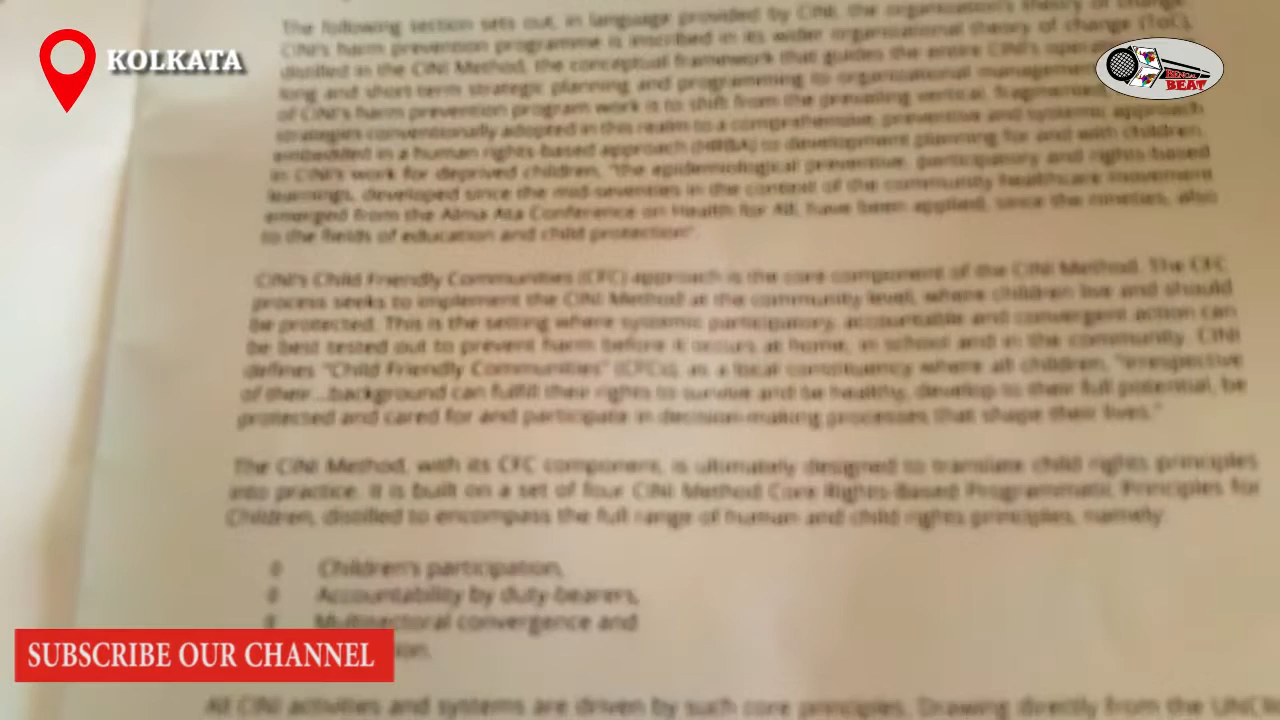 KOLKATA
BENGAL
BEAT
The following section sets out, in language provided by CINI, the organization's theory of change.
CINI's harm prevention programme is inscribed in its wider organizational theory of change (ToC),
distilled in the CINI Method, the conceptual framework that guides the entire CINI's
long and short planning and programming to organizational
of CINI's harm prevention program work is to shift from the prevailing vertical,
strategies conventionally adopted in this realm to a comprehensive, preventive and systemic approach
embedded in a human rights-based approach (HRBA) to development planning for and with children.
In CINI's work for deprived children, "the epidemiological preventive, participatory and rights-based
learnings, developed since the mid-seventies in the context of the community healthcare movement
emerged from the Alma Ata Conference on Health for All, have been applied, since the nineties, also
to the fields of education and child protection".
CINI's Child Friendly Communities (CFC) approach is the core component of the CINI Method. The CFC
process seeks to implement the CINI Method at the community level, where children live and should
be protected. This is the setting where systemic participatory, accountable and convergent action can
be best tested out to prevent harm before it occurs at home, in school and in the community. CINI
defines "Child Friendly Communities" (CFCs), as a local constituency where all children, "irrespective
of their...background can fulfill their rights to survive and be healthy, develop to their full potential, be
protected and cared for and participate in decision-making processes that shape their lives."
The CINI Method, with its CFC component, is ultimately designed to translate child rights principles
into practice. It is built on a set of four CINI Method Core Rights-Based Programmatic Principles for
Children, distilled to encompass the full range of human and child rights principles, namely
Children's participation,
Accountability by duty-bearers,
Multisectoral convergence and
SUBSCRIBE OUR CHANNEL
All CINI activities and systems are driven by such core principles. Drawing directly from the